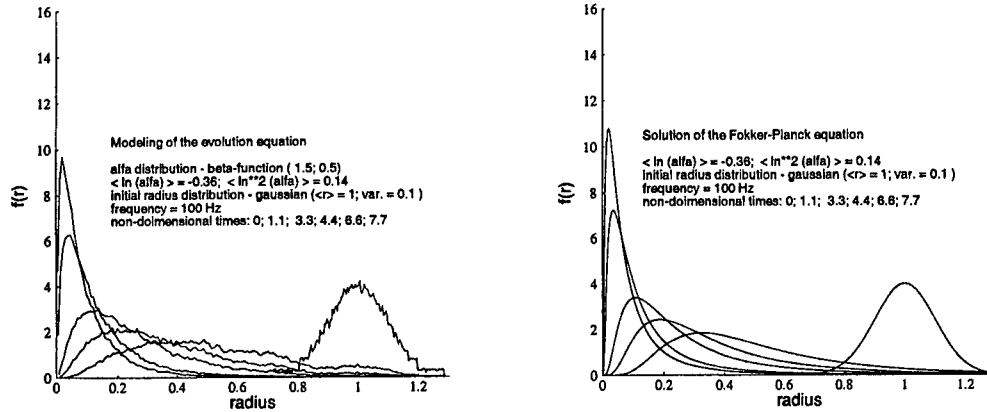 16
14
12
10
8
6
4
2
0
f(r)
Modeling of the evolution equation
alfa distribution - beta-function ( 1.5; 0.5)
< ln (alfa) > = -0.36; < ln**2 (alfa) > = 0.14
initial radius distribution - gaussian (<r> = 1; var. = 0.1 )
frequency = 100 Hz
non-doimensional times: 0; 1.1; 3.3; 4.4; 6.6; 7.7
0 0.2 0.4 0.6 0.8 1 1.2
radius
16
14
12
10
8
6
4
2
0
f(r)
Solution of the Fokker-Planck equation
< ln (alfa) > = -0.36; < ln**2 (alfa) > = 0.14
initial radius distribution - gaussian (<r> = 1; var. = 0.1 )
frequency = 100 Hz
non-doimensional times: 0; 1.1; 3.3; 4.4; 6.6; 7.7
0 0.2 0.4 0.6 0.8 1 1.2
radius